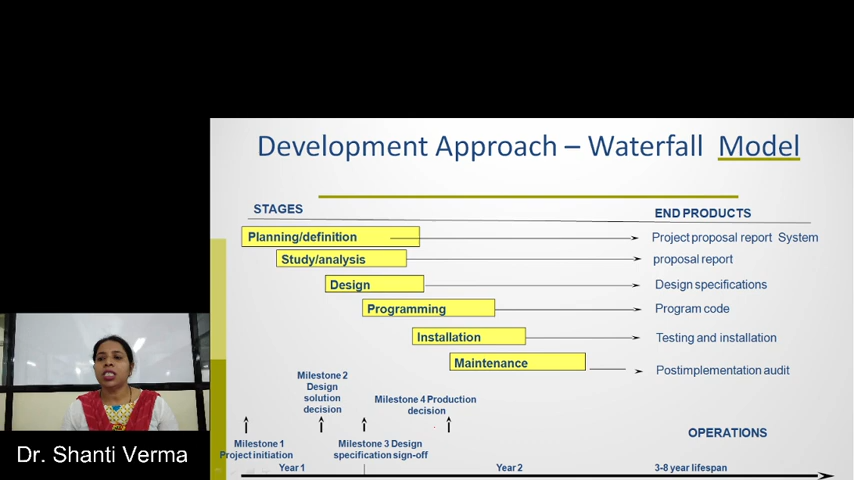 Development Approach – Waterfall Model
STAGES
END PRODUCTS
Planning/definition
Project proposal report System
Study/analysis
proposal report
Design
Design specifications
Programming
Program code
Installation
Testing and installation
Maintenance
Postimplementation audit
Milestone 2
Design
solution
decision
Milestone 4 Production
decision
OPERATIONS
Milestone 1
Project initiation
Milestone 3 Design
specification sign-off
Year 1
Year 2
3-8 year lifespan
Dr. Shanti Verma